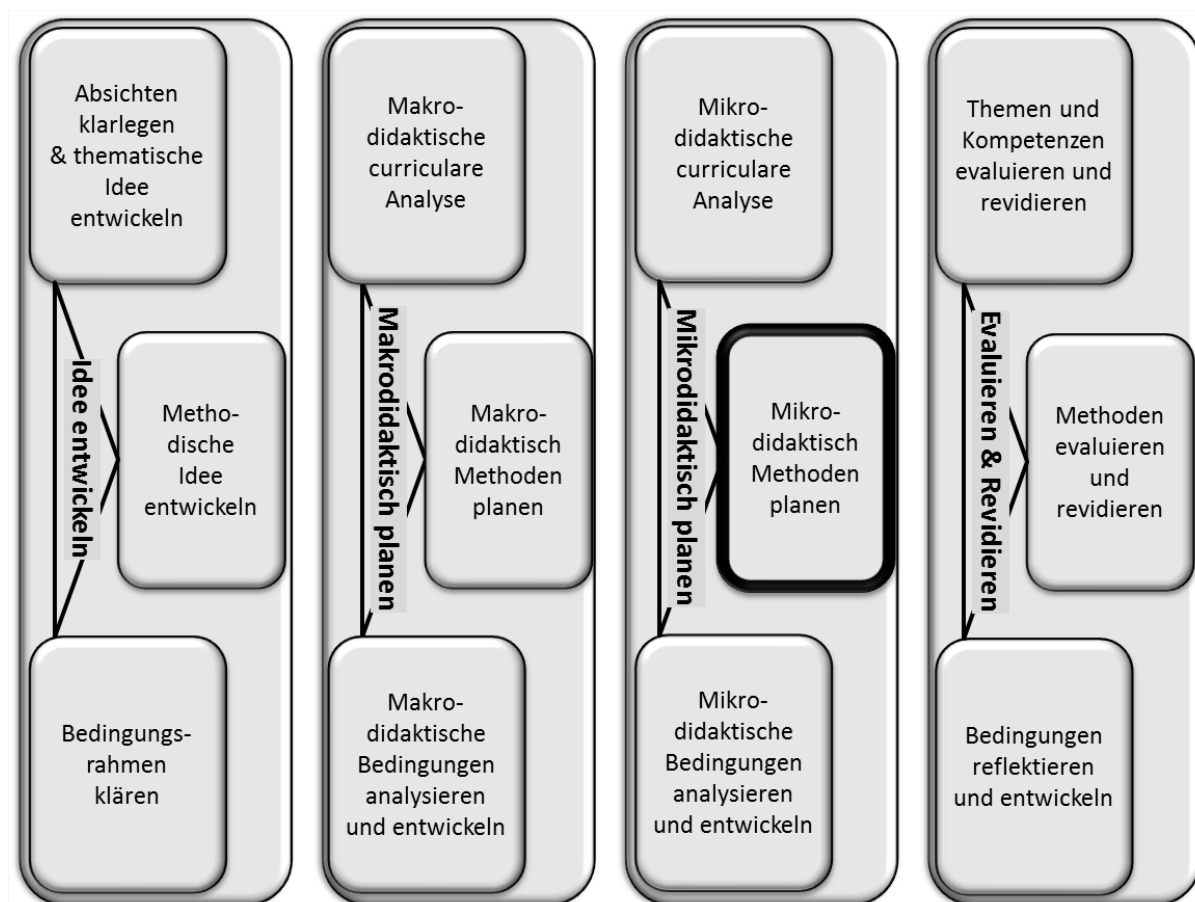 Absichten
klarlegen
& thematische
Idee
entwickeln
Idee entwickeln
Metho-
dische
Idee
entwickeln
Bedingungs-
rahmen
klären
Makro-
didaktische
curriculare
Analyse
Makrodidaktisch planen
Makro-
didaktisch
Methoden
planen
Makro-
didaktische
Bedingungen
analysieren
und entwickeln
Mikro-
didaktische
curriculare
Analyse
Mikrodidaktisch planen
Mikro-
didaktisch
Methoden
planen
Mikro-
didaktische
Bedingungen
analysieren
und entwickeln
Themen und
Kompetenzen
evaluieren und
revidieren
Evaluieren & Revidieren
Methoden
evaluieren
und
revidieren
Bedingungen
reflektieren
und entwickeln